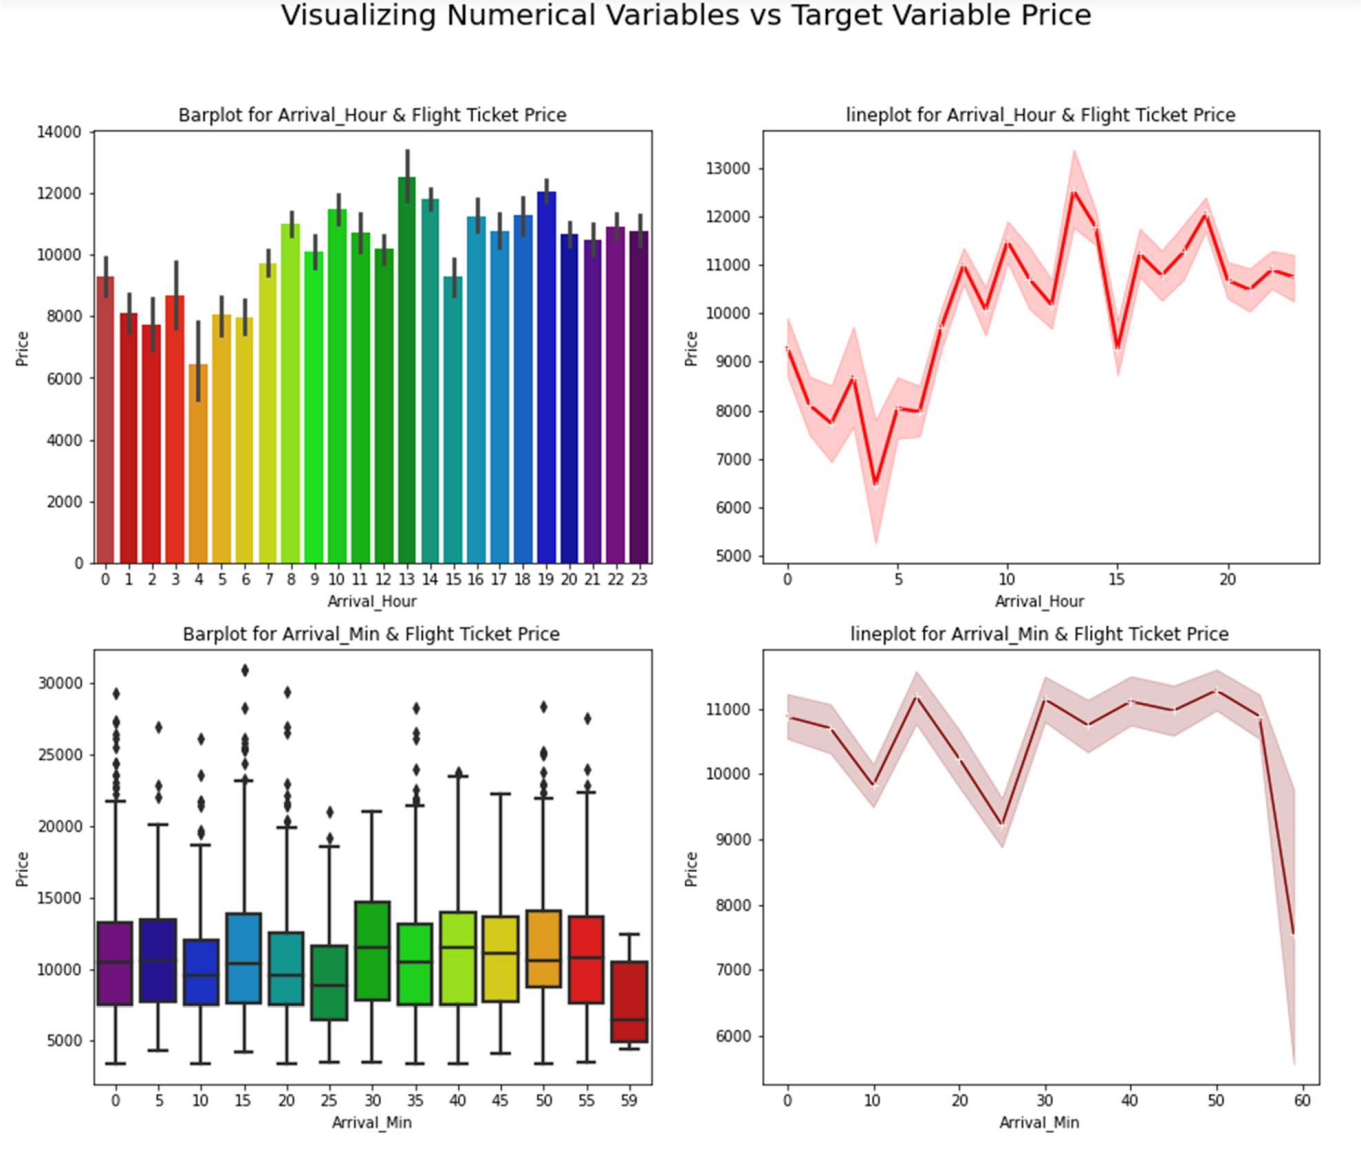 Visualizing Numerical Variables vs Target Variable Price
Barplot for Arrival_Hour & Flight Ticket Price
14000
12000
10000
8000
6000
4000
2000
0
Price
0 1 2 3 4 5 6 7 8 9 10 11 12 13 14 15 16 17 18 19 20 21 22 23
Arrival_Hour
lineplot for Arrival_Hour & Flight Ticket Price
13000
12000
11000
10000
9000
8000
7000
6000
5000
Price
0 5 10 15 20
Arrival_Hour
Barplot for Arrival_Min & Flight Ticket Price
30000
25000
20000
15000
10000
5000
Price
0 5 10 15 20 25 30 35 40 45 50 55 59
Arrival_Min
lineplot for Arrival_Min & Flight Ticket Price
11000
10000
9000
8000
7000
6000
Price
0 10 20 30 40 50 60
Arrival_Min